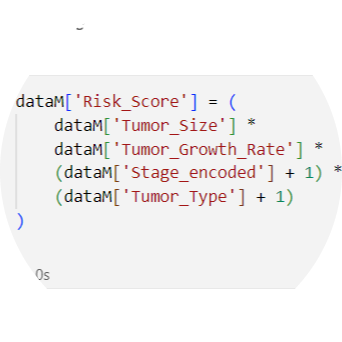 dataM['Risk_Score'] = (
    dataM['Tumor_Size'] *
    dataM['Tumor_Growth_Rate'] *
    (dataM['Stage_encoded'] + 1) *
    (dataM['Tumor_Type'] + 1)
)
0s